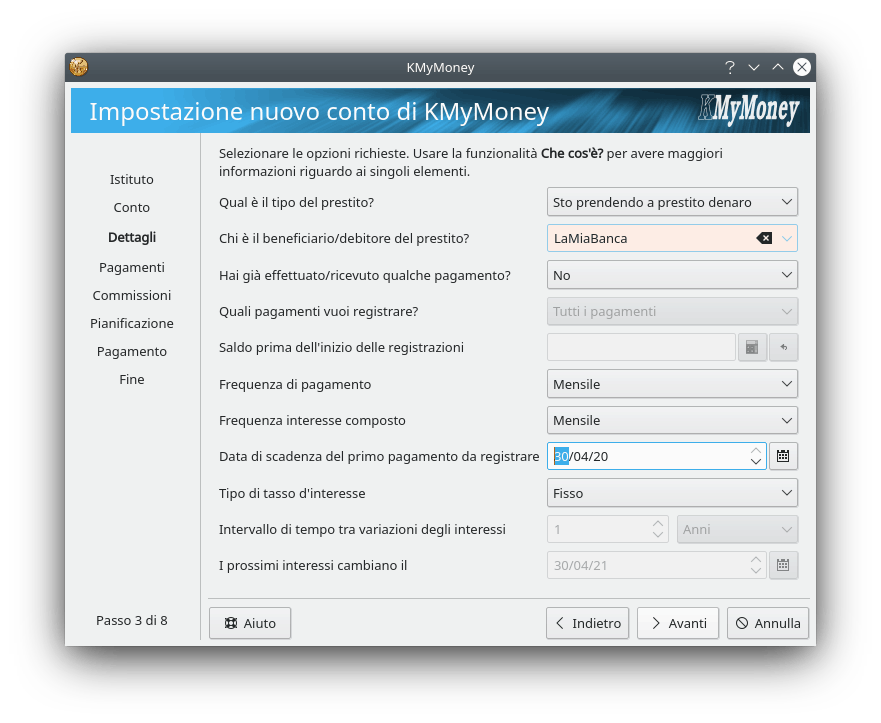 KMyMoney
Impostazione nuovo conto di KMyMoney
KMyMoney
Selezionare le opzioni richieste. Usare la funzionalità Che cos'è? per avere maggiori
informazioni riguardo ai singoli elementi.
Istituto
Conto
Dettagli
Pagamenti
Commissioni
Pianificazione
Pagamento
Fine
Passo 3 di 8
Qual è il tipo del prestito? Sto prendendo a prestito denaro
Chi è il beneficiario/debitore del prestito? LaMiaBanca
Hai già effettuato/ricevuto qualche pagamento? No
Quali pagamenti vuoi registrare? Tutti i pagamenti
Saldo prima dell'inizio delle registrazioni
Frequenza di pagamento Mensile
Frequenza interesse composto Mensile
Data di scadenza del primo pagamento da registrare 30/04/20
Tipo di tasso d'interesse Fisso
Intervallo di tempo tra variazioni degli interessi 1 Anni
I prossimi interessi cambiano il 30/04/21
Aiuto Indietro Avanti Annulla